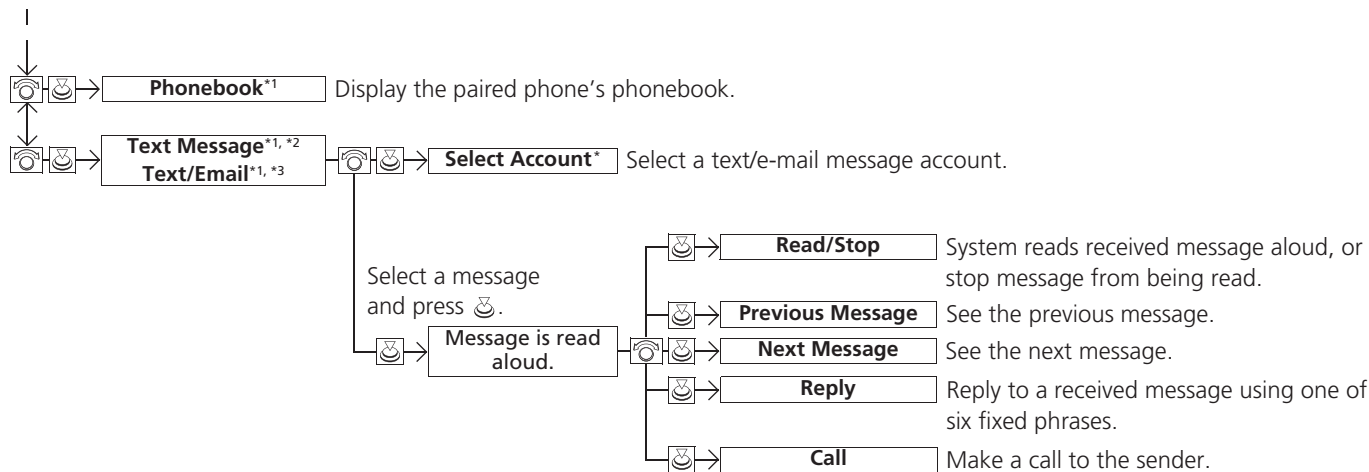 Phonebook*1 Display the paired phone's phonebook.
Text Message*1, *2
Text/Email*1, *3
Select Account* Select a text/e-mail message account.
Select a message
and press .
Message is read
aloud.
Read/Stop System reads received message aloud, or
stop message from being read.
Previous Message See the previous message.
Next Message See the next message.
Reply Reply to a received message using one of
six fixed phrases.
Call Make a call to the sender.